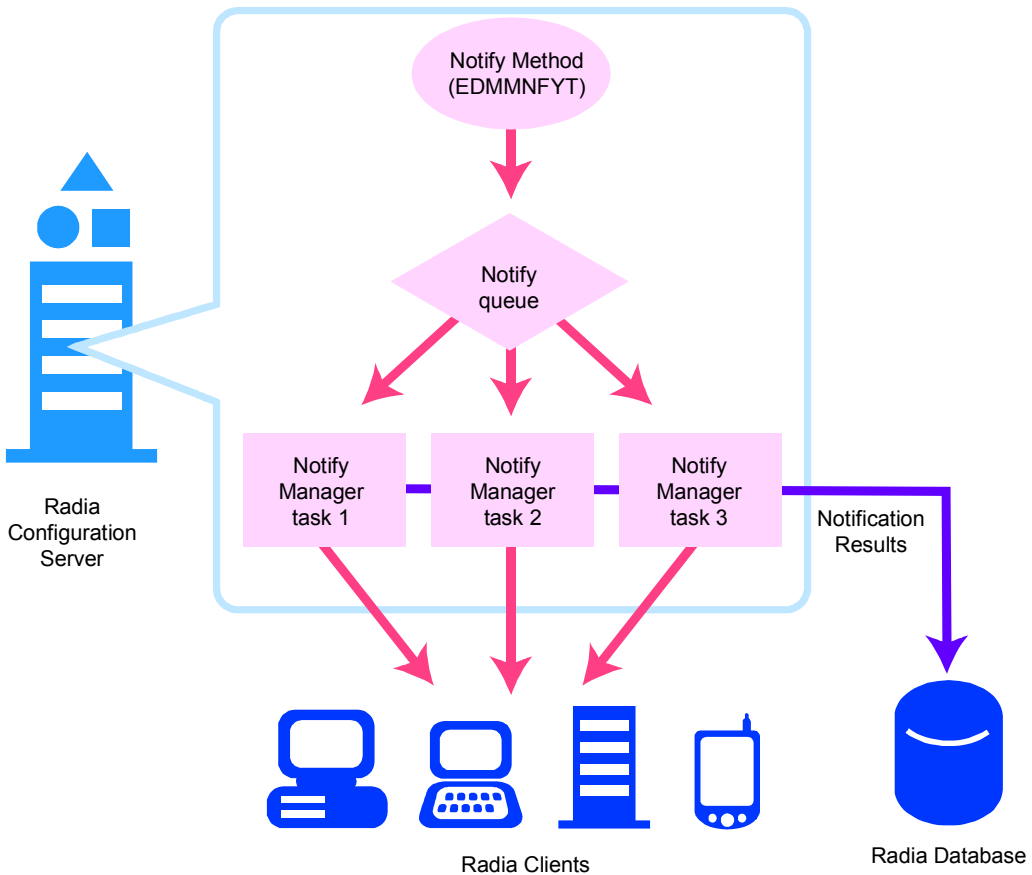 Notify Method
(EDMMNFYT)
Notify
queue
Notify
Manager
task 1
Notify
Manager
task 2
Notify
Manager
task 3
Radia
Configuration
Server
Notification
Results
Radia Clients
Radia Database